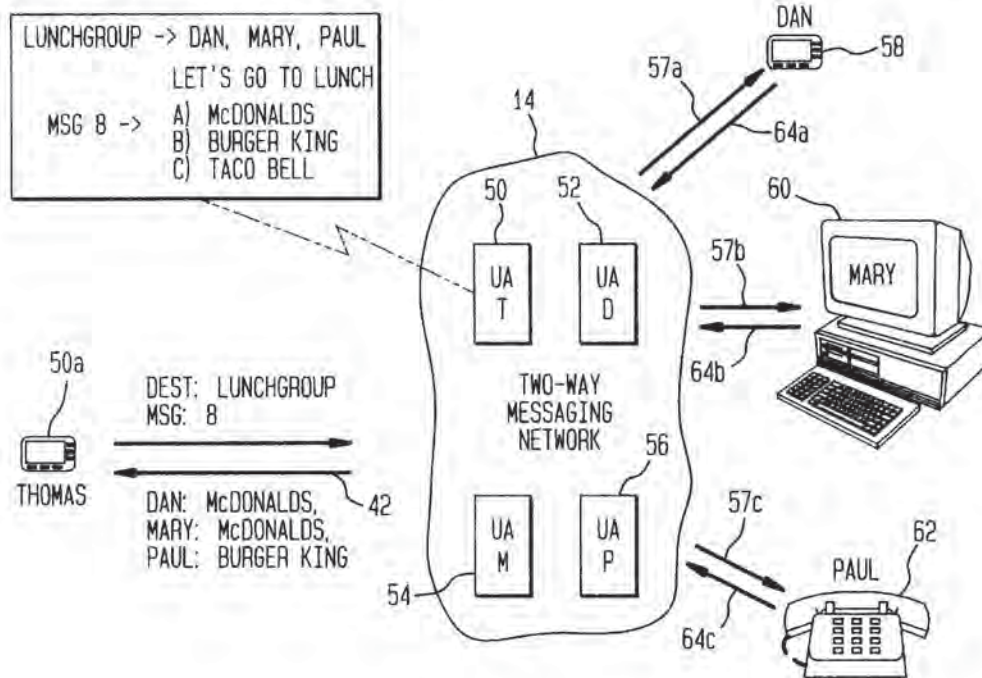 LUNCHGROUP -> DAN, MARY, PAUL
LET'S GO TO LUNCH
MSG 8 ->
A) McDONALDS
B) BURGER KING
C) TACO BELL
DAN
58
57a
64a
14
50
52
UA
T
UA
D
60
MARY
57b
64b
50a
THOMAS
DEST: LUNCHGROUP
MSG: 8
42
DAN: McDONALDS,
MARY: McDONALDS,
PAUL: BURGER KING
TWO-WAY
MESSAGING
NETWORK
56
UA
M
UA
P
54
57c
64c
PAUL
62